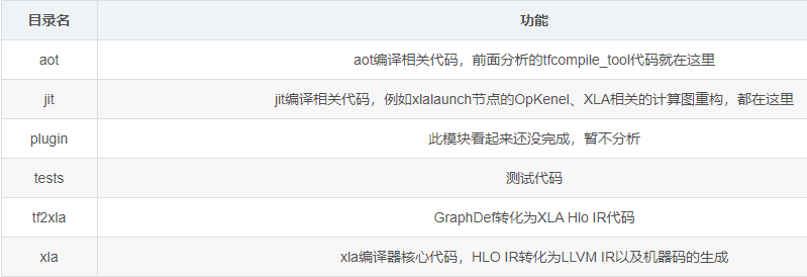 目录名 功能
aot aot编译相关代码，前面分析的tfcompile_tool代码就在这里
jit jit编译相关代码，例如xlalaunch节点的OpKenel、XLA相关的计算图重构，都在这里
plugin 此模块看起来还没完成，暂不分析
tests 测试代码
tf2xla GraphDef转化为XLA Hlo IR代码
xla xla编译器核心代码，HLO IR转化为LLVM IR以及机器码的生成